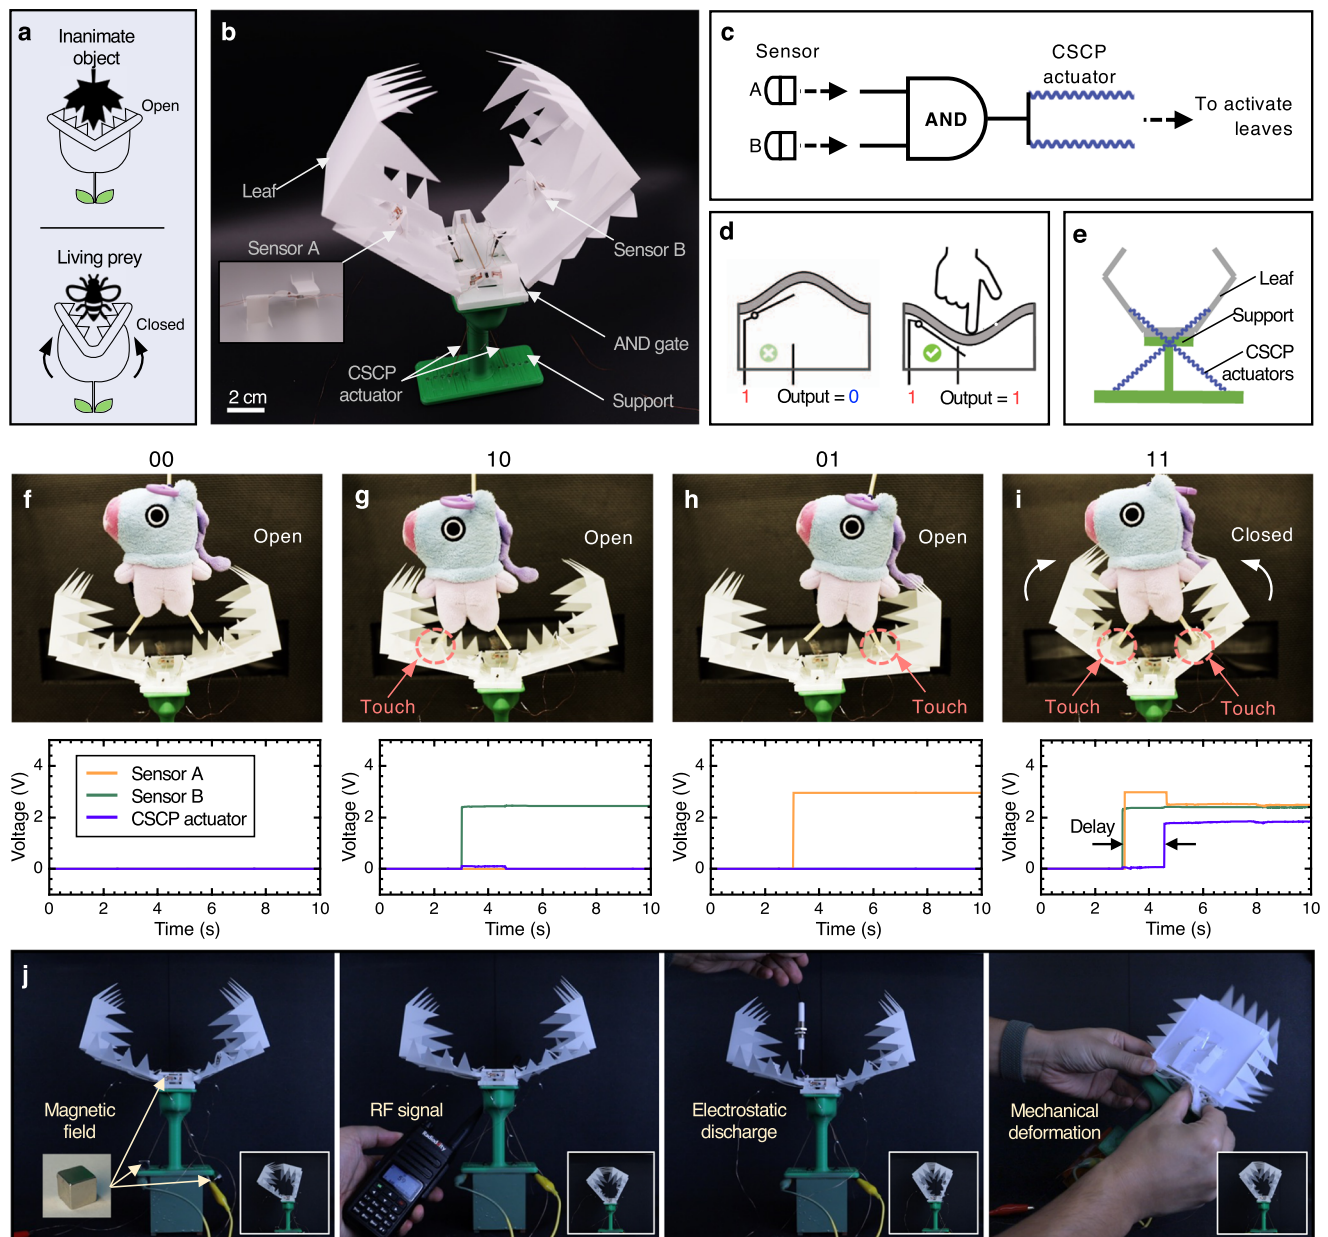 a
Inanimate
object
Open
Living prey
Closed
b
Leaf
Sensor A
Sensor B
AND gate
CSCP
actuator
Support
2 cm
c
Sensor
CSCP
actuator
A
B
AND
To activate
leaves
d
1 Output = 0
1 Output = 1
e
Leaf
Support
CSCP
actuators
00
10
01
11
f
Open
g
Open
Touch
h
Open
Touch
i
Closed
Touch
Touch
Voltage (V)
4
2
0
Sensor A
Sensor B
CSCP actuator
0 2 4 6 8 10
Time (s)
Voltage (V)
4
2
0
0 2 4 6 8 10
Time (s)
Voltage (V)
4
2
0
0 2 4 6 8 10
Time (s)
Voltage (V)
4
2
0
Delay
0 2 4 6 8 10
Time (s)
j
Magnetic
field
RF signal
Electrostatic
discharge
Mechanical
deformation